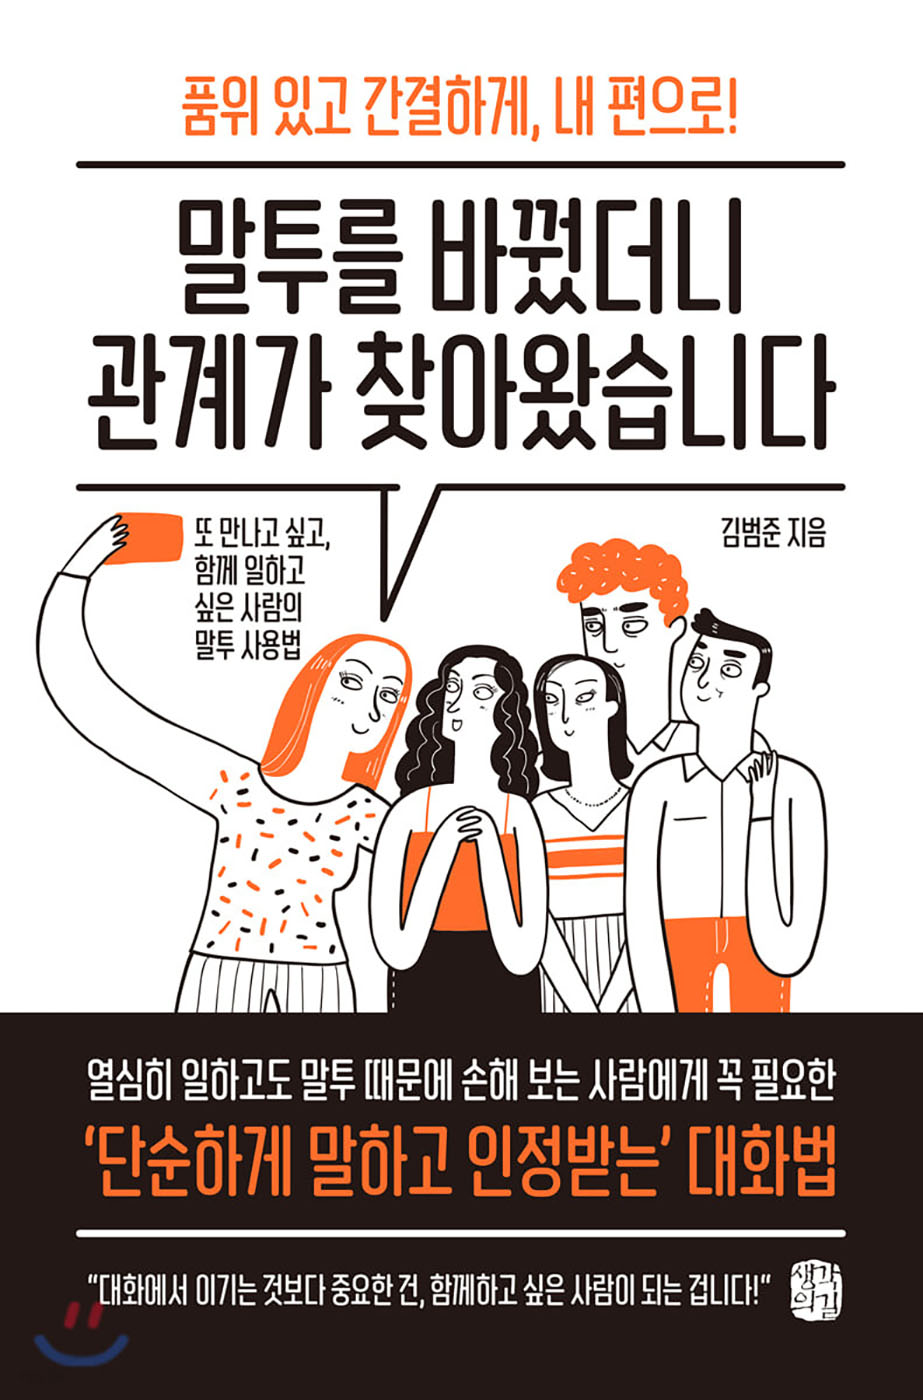 품위 있고 간결하게, 내 편으로!
말투를 바꿨더니
관계가 찾아왔습니다
또 만나고 싶고,
함께 일하고
싶은 사람의
말투 사용법
김범준 지음
열심히 일하고도 말투 때문에 손해 보는 사람에게 꼭 필요한
‘단순하게 말하고 인정받는’ 대화법
“대화에서 이기는 것보다 중요한 건, 함께하고 싶은 사람이 되는 겁니다!“
생각
의길